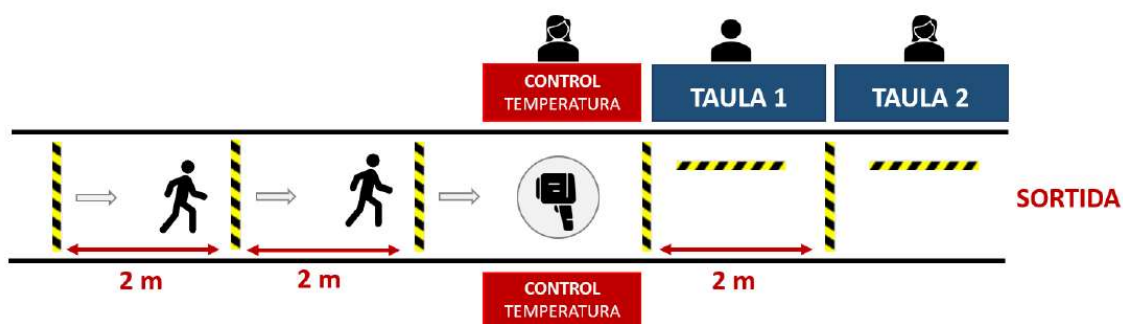 CONTROL
TEMPERATURA
TAULA 1
TAULA 2
SORTIDA
2 m
2 m
2 m
CONTROL
TEMPERATURA